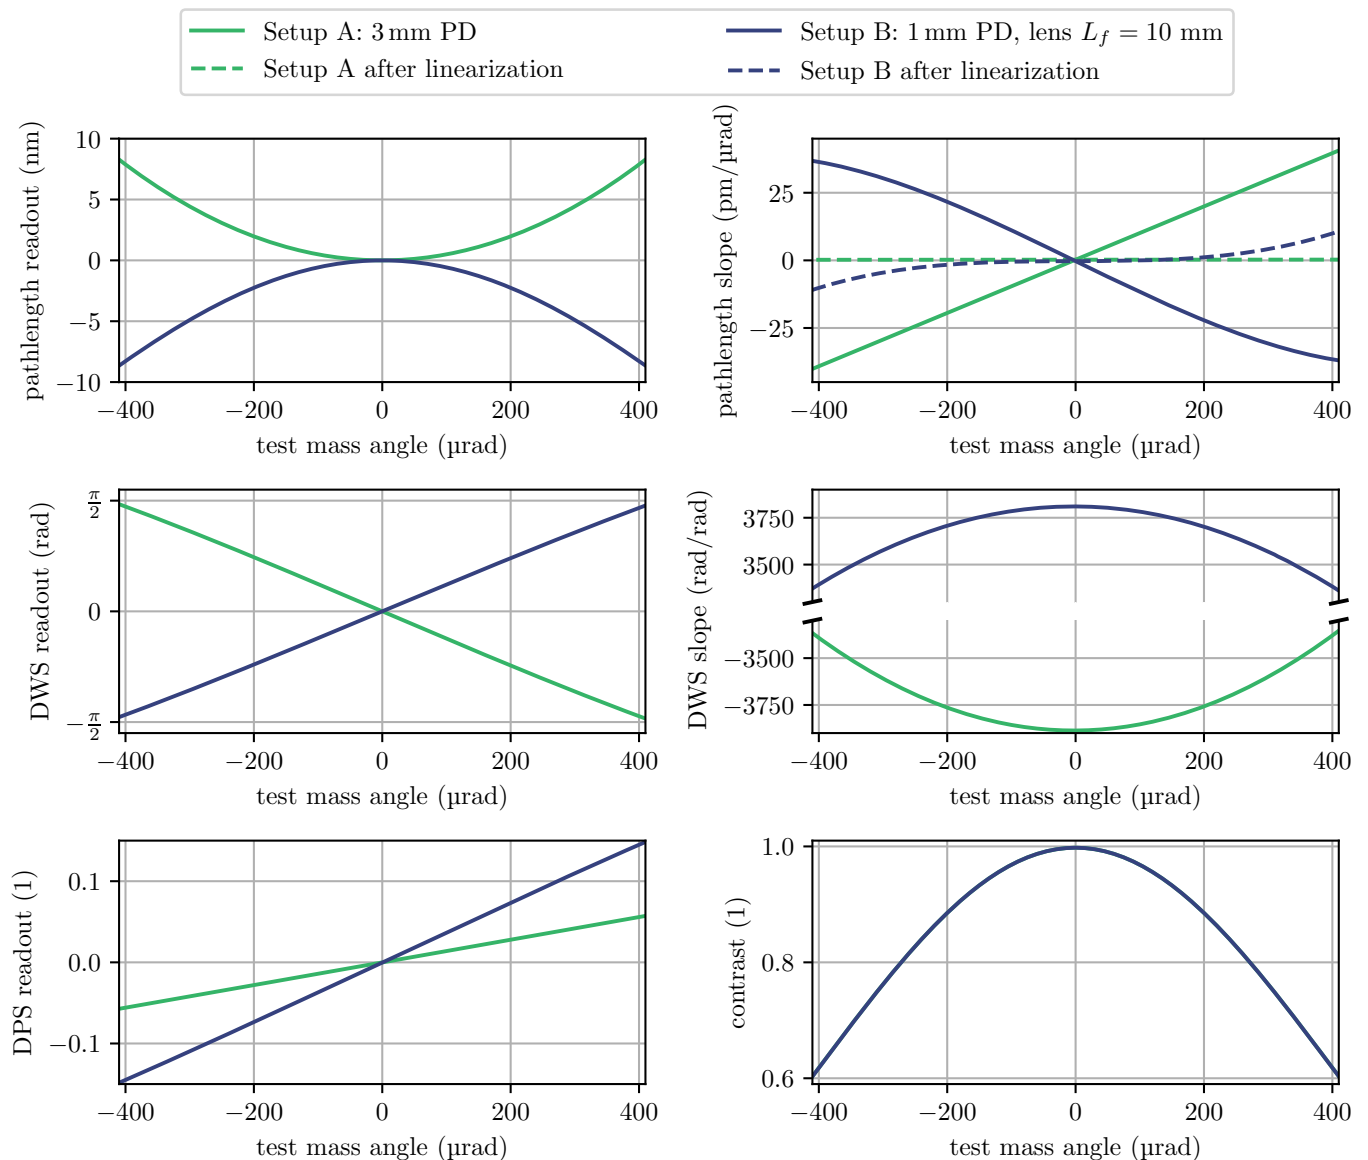 Setup A: 3 mm PD
Setup A after linearization
Setup B: 1 mm PD, lens L_f = 10 mm
Setup B after linearization
pathlength readout (nm)
10
5
0
−5
−10
−400 −200 0 200 400
test mass angle (µrad)
pathlength slope (pm/µrad)
25
0
−25
−400 −200 0 200 400
test mass angle (µrad)
DWS readout (rad)
π/2
0
−π/2
−400 −200 0 200 400
test mass angle (µrad)
DWS slope (rad/rad)
3750
3500
−3500
−3750
−400 −200 0 200 400
test mass angle (µrad)
DPS readout (1)
0.1
0.0
−0.1
−400 −200 0 200 400
test mass angle (µrad)
contrast (1)
1.0
0.8
0.6
−400 −200 0 200 400
test mass angle (µrad)